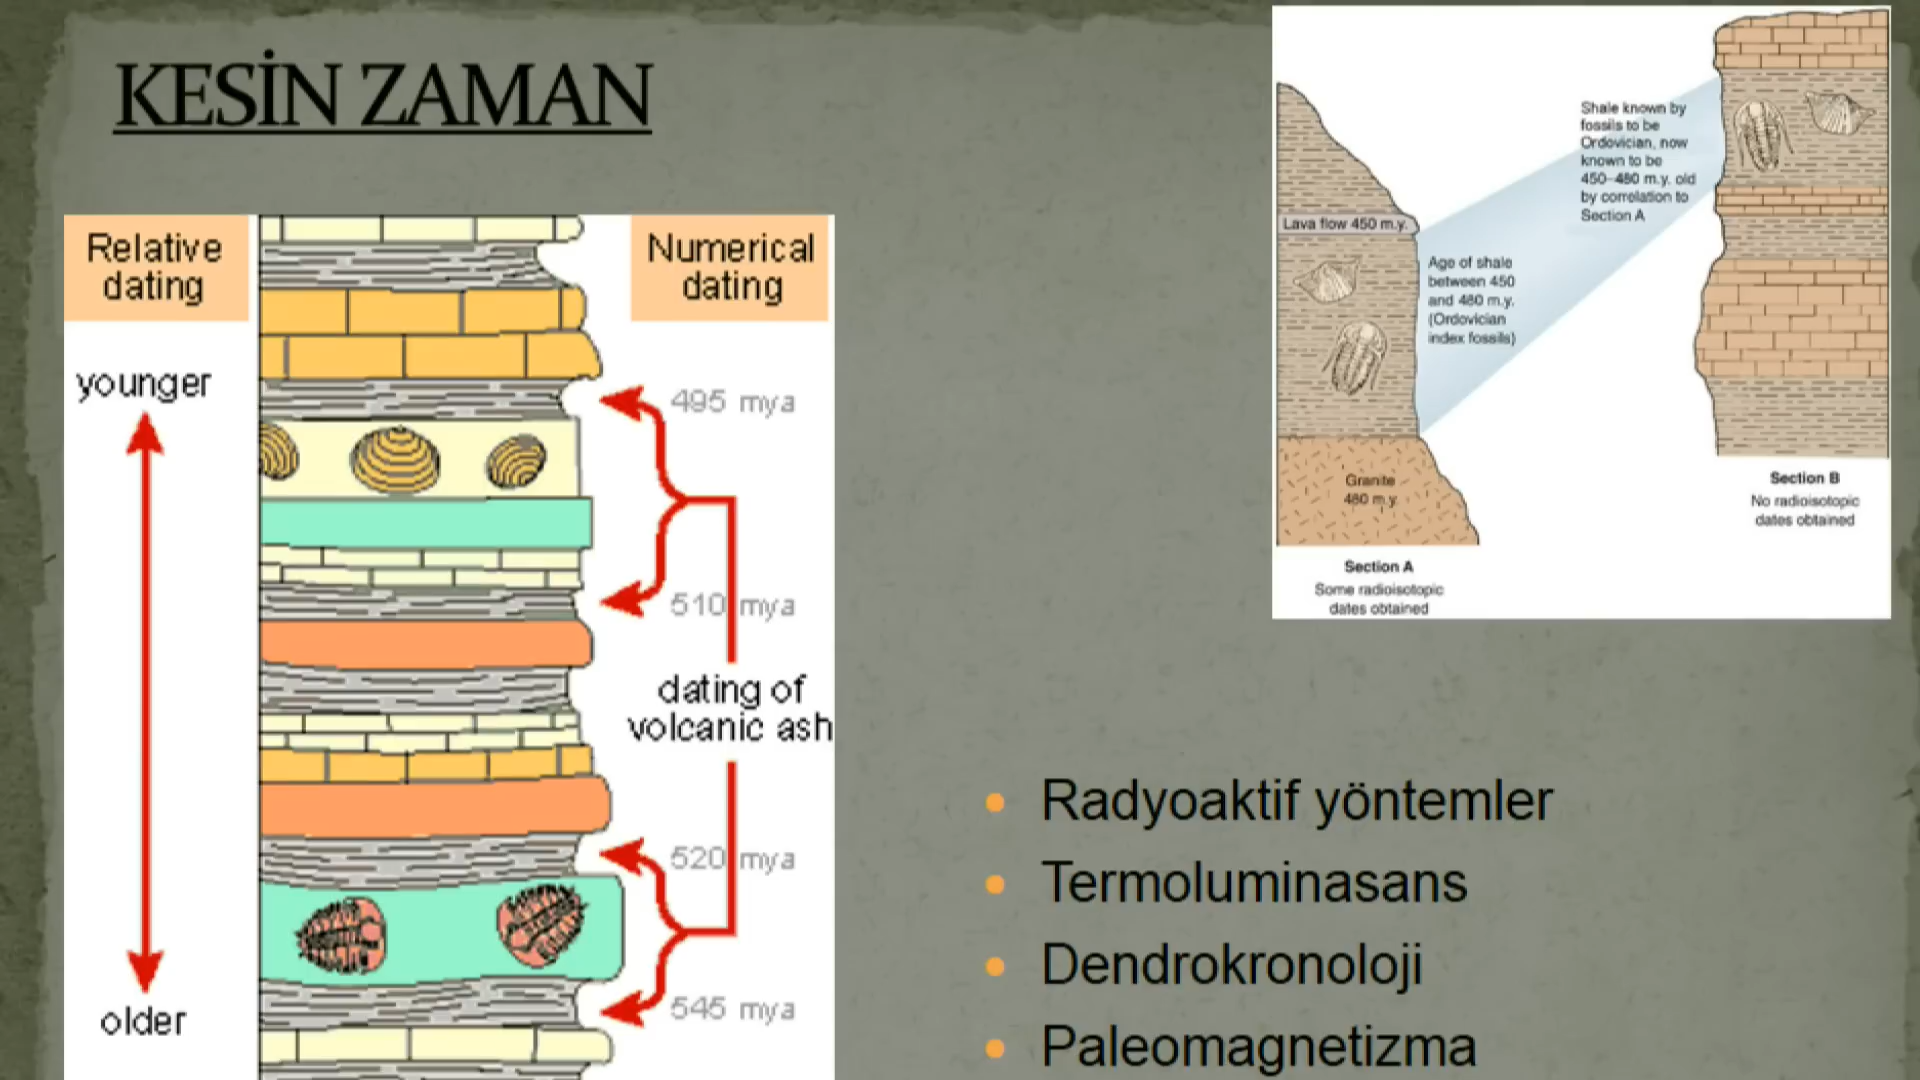 KESİN ZAMAN
Relative
dating
Numerical
dating
younger
older
495 mya
510 mya
dating of
volcanic ash
520 mya
545 mya
Shale known by
fossils to be
Ordovician, now
known to be
450–480 m.y. old
by correlation to
Section A
Lava flow 450 m.y.
Age of shale
between 450
and 480 m.y.
(Ordovician
index fossils)
Granite
480 m.y.
Section A
Some radioisotopic
dates obtained
Section B
No radioisotopic
dates obtained
• Radyoaktif yöntemler
• Termoluminasans
• Dendrokronoloji
• Paleomagnetizma